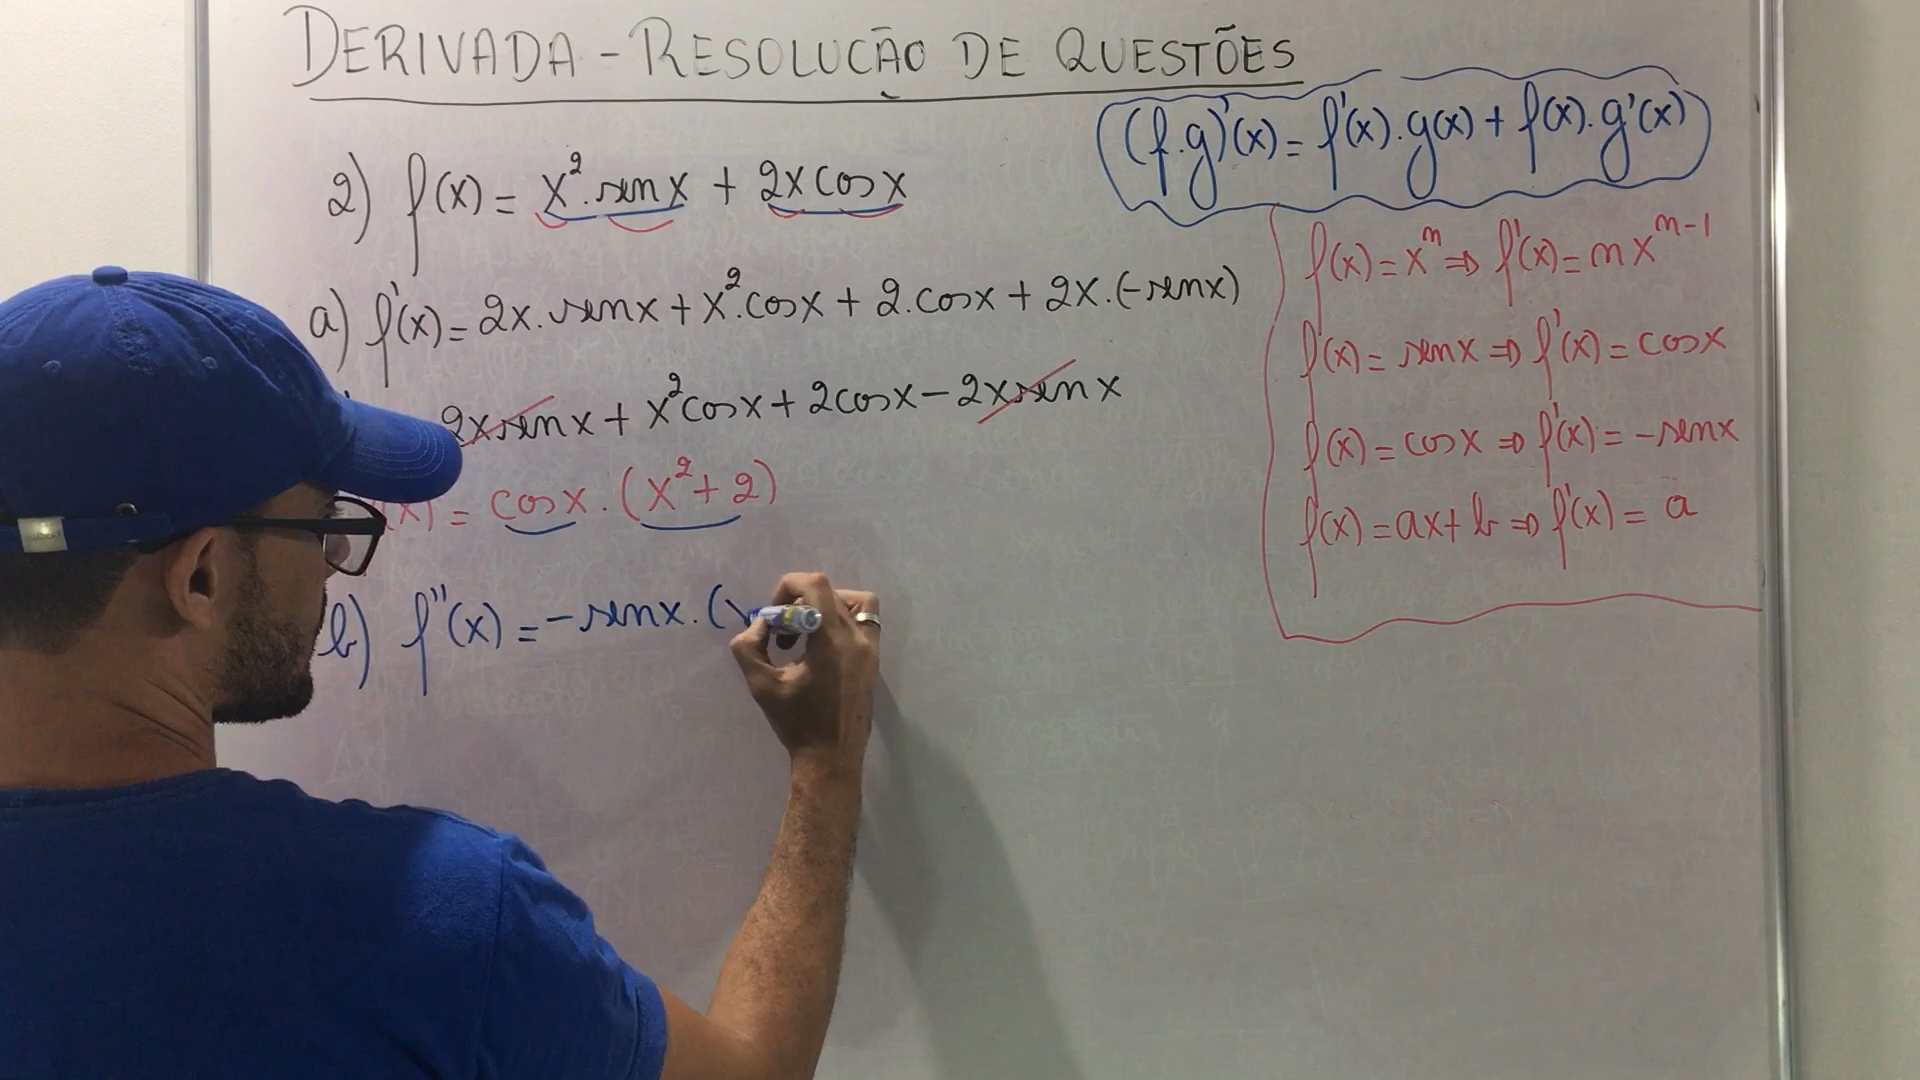 DERIVADA - RESOLUÇÃO DE QUESTÕES
(f.g)'(x) = f'(x).g(x) + f(x).g'(x)
2) f(x) = x².sen x + 2x cos x
a) f'(x) = 2x.sen x + x².cos x + 2.cos x + 2x.(-sen x)
2x sen x + x² cos x + 2 cos x - 2x sen x
(x) = cos x.(x² + 2)
b) f''(x) = -sen x.(
f(x) = xⁿ ⇒ f'(x) = n xⁿ⁻¹
f(x) = sen x ⇒ f'(x) = cos x
f(x) = cos x ⇒ f'(x) = -sen x
f(x) = ax + b ⇒ f'(x) = a